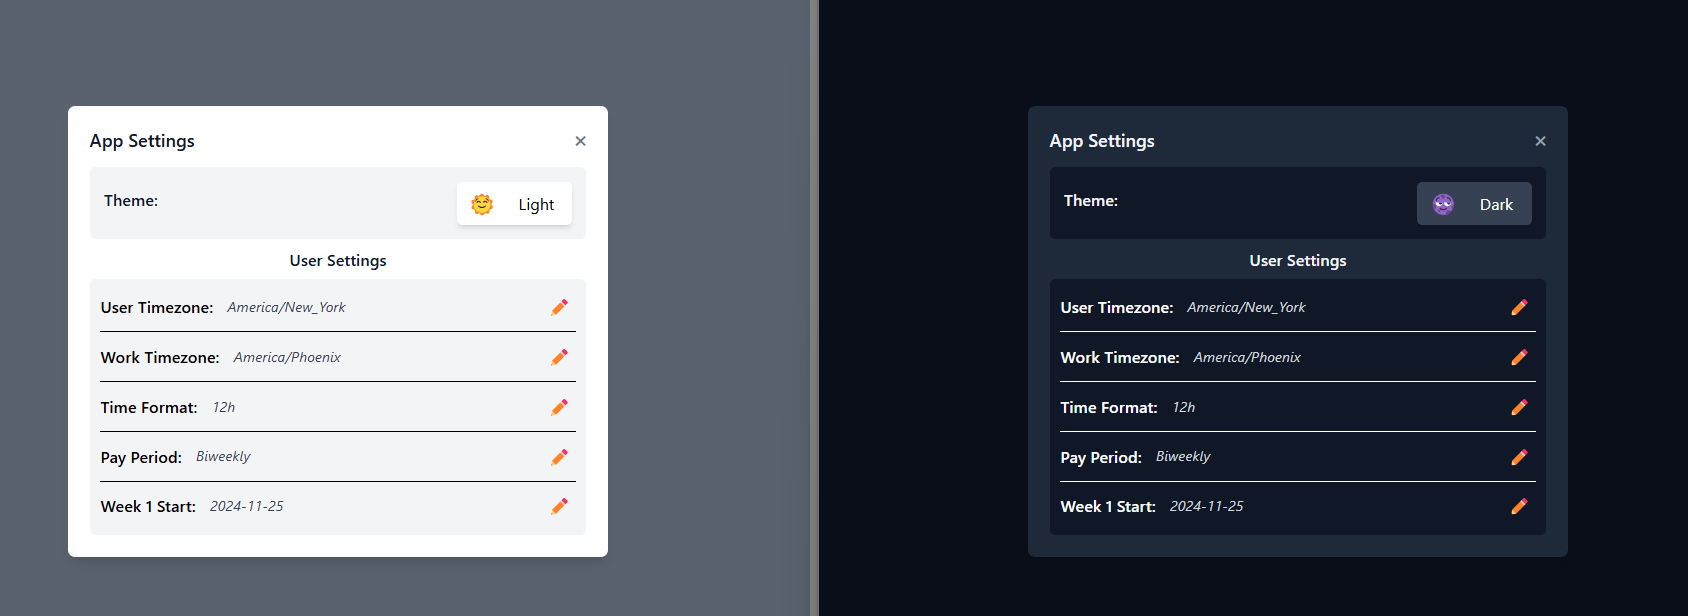 App Settings ×
Theme: Light
User Settings
User Timezone: America/New_York
Work Timezone: America/Phoenix
Time Format: 12h
Pay Period: Biweekly
Week 1 Start: 2024-11-25
App Settings ×
Theme: Dark
User Settings
User Timezone: America/New_York
Work Timezone: America/Phoenix
Time Format: 12h
Pay Period: Biweekly
Week 1 Start: 2024-11-25